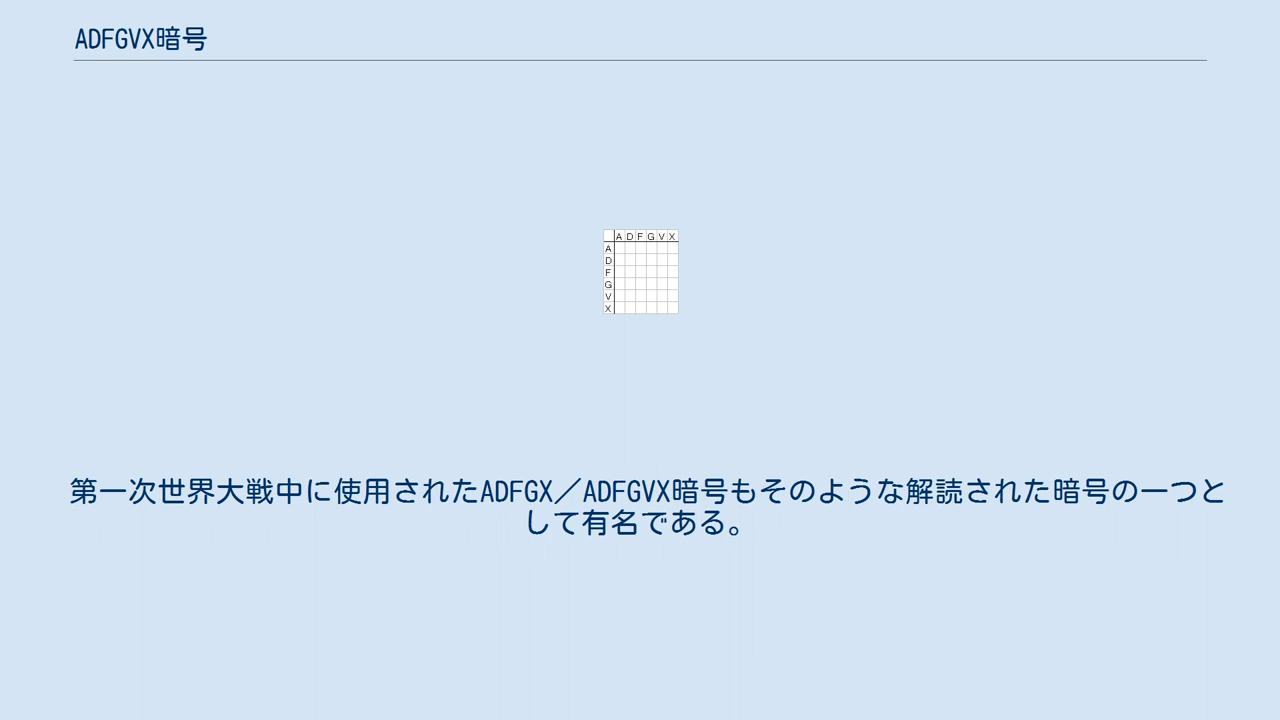 ADFGVX暗号
A D F G V X
A
D
F
G
V
X
第一次世界大戦中に使用されたADFGX／ADFGVX暗号もそのような解読された暗号の一つと
して有名である。